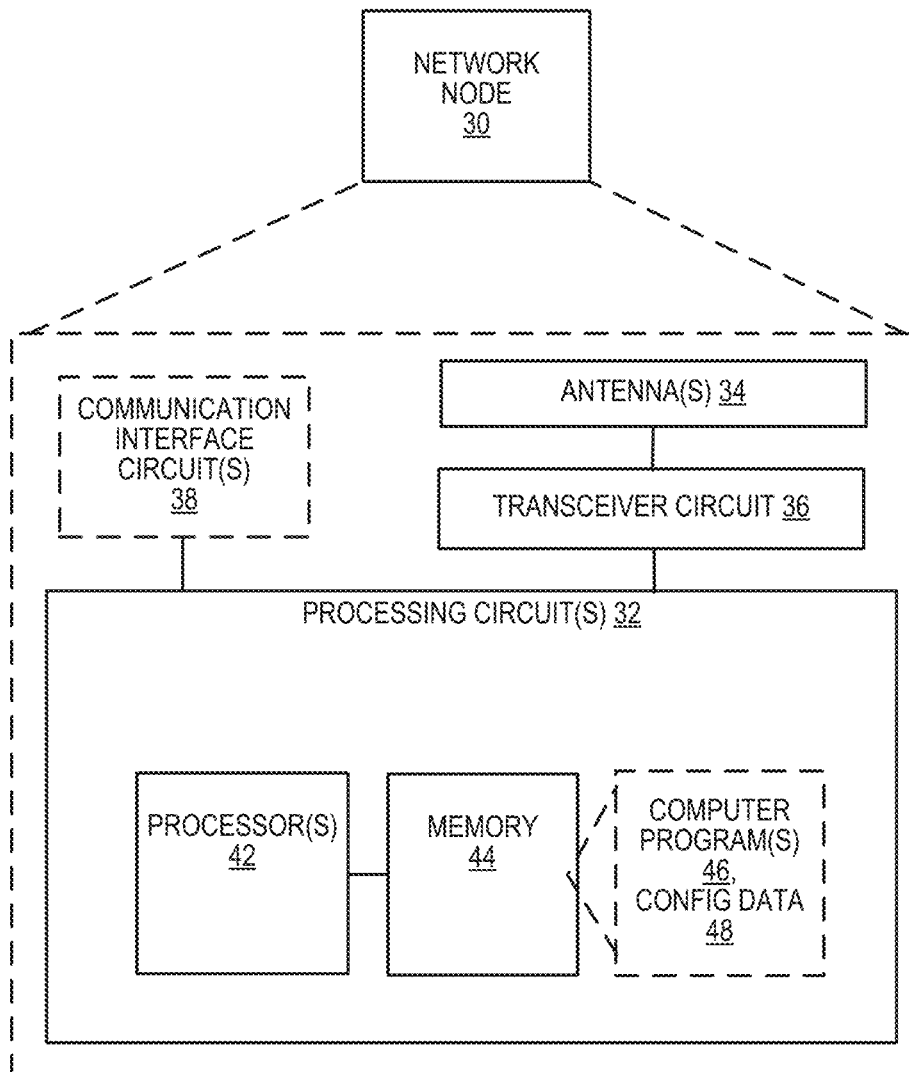 NETWORK
NODE
30
COMMUNICATION
INTERFACE
CIRCUIT(S)
38
ANTENNA(S) 34
TRANSCEIVER CIRCUIT 36
PROCESSING CIRCUIT(S) 32
PROCESSOR(S)
42
MEMORY
44
COMPUTER
PROGRAM(S)
46,
CONFIG DATA
48